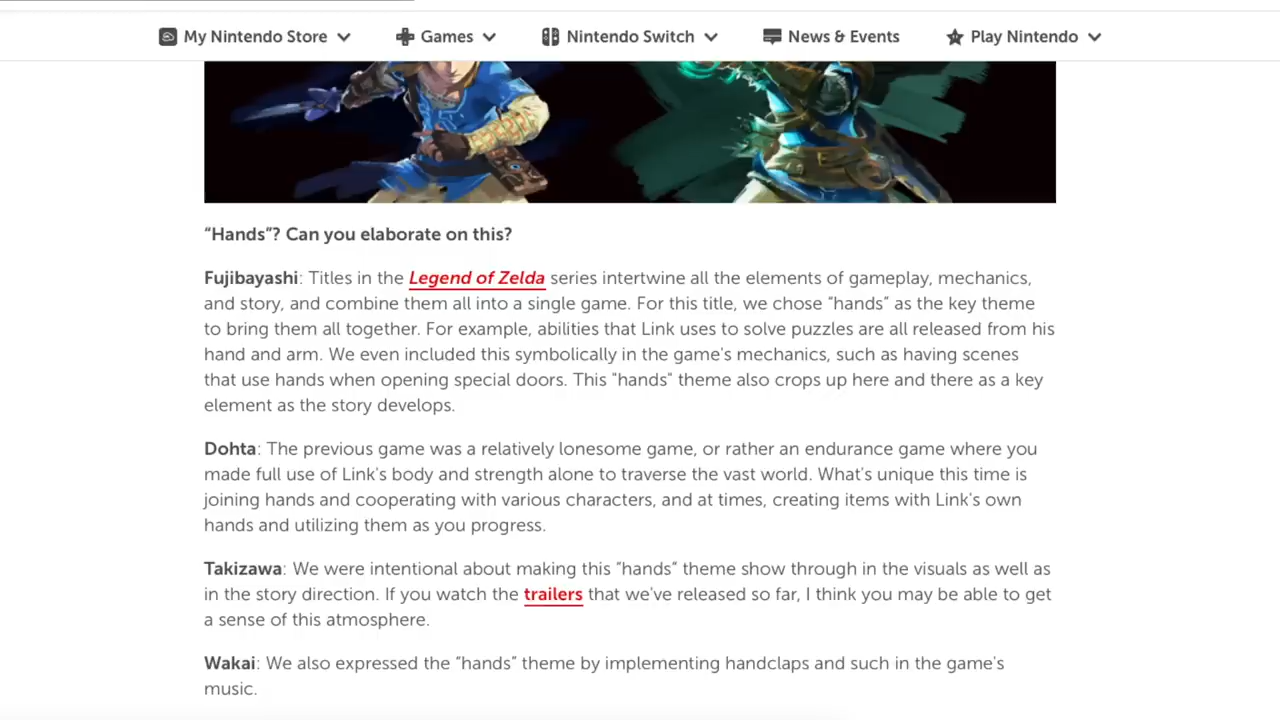 My Nintendo Store Games Nintendo Switch News & Events Play Nintendo
“Hands”? Can you elaborate on this?
Fujibayashi: Titles in the Legend of Zelda series intertwine all the elements of gameplay, mechanics,
and story, and combine them all into a single game. For this title, we chose “hands” as the key theme
to bring them all together. For example, abilities that Link uses to solve puzzles are all released from his
hand and arm. We even included this symbolically in the game's mechanics, such as having scenes
that use hands when opening special doors. This "hands" theme also crops up here and there as a key
element as the story develops.
Dohta: The previous game was a relatively lonesome game, or rather an endurance game where you
made full use of Link's body and strength alone to traverse the vast world. What's unique this time is
joining hands and cooperating with various characters, and at times, creating items with Link's own
hands and utilizing them as you progress.
Takizawa: We were intentional about making this “hands” theme show through in the visuals as well as
in the story direction. If you watch the trailers that we've released so far, I think you may be able to get
a sense of this atmosphere.
Wakai: We also expressed the “hands” theme by implementing handclaps and such in the game's
music.